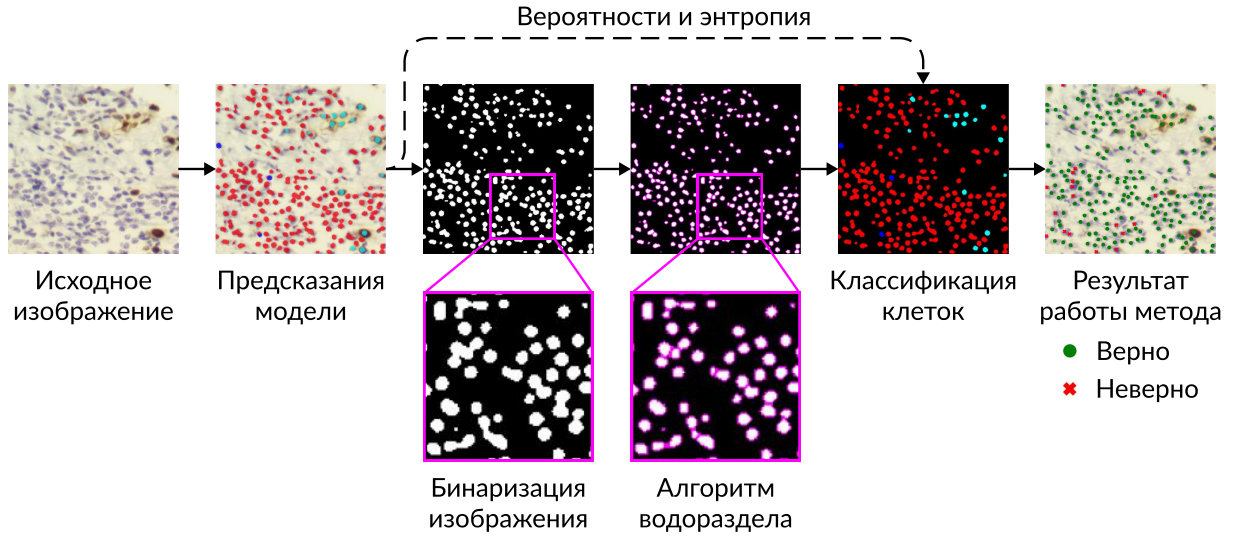 Вероятности и энтропия
Исходное
изображение
Предсказания
модели
Классификация
клеток
Результат
работы метода
Верно
Неверно
Бинаризация
изображения
Алгоритм
водораздела